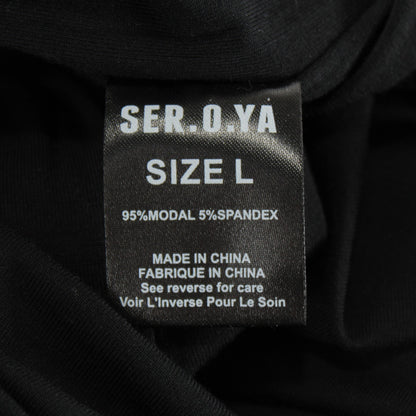 SER.O.YA
SIZE L
95%MODAL 5%SPANDEX
MADE IN CHINA
FABRIQUE IN CHINA
See reverse for care
Voir L'Inverse Pour Le Soin